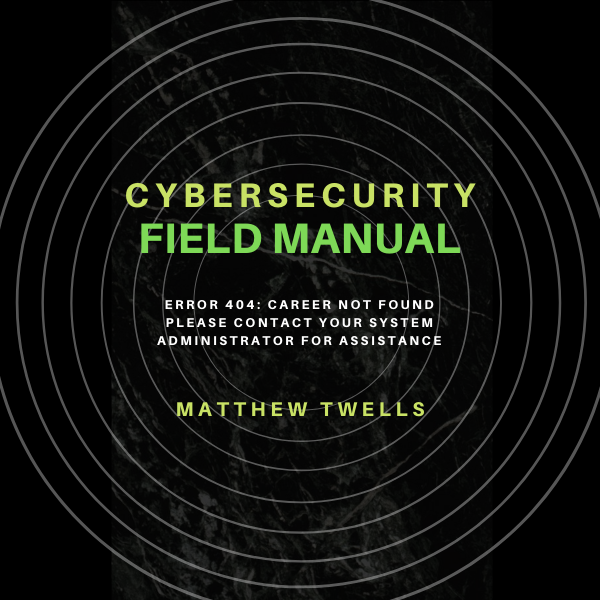 CYBERSECURITY
FIELD MANUAL
ERROR 404: CAREER NOT FOUND
PLEASE CONTACT YOUR SYSTEM
ADMINISTRATOR FOR ASSISTANCE
MATTHEW TWELLS